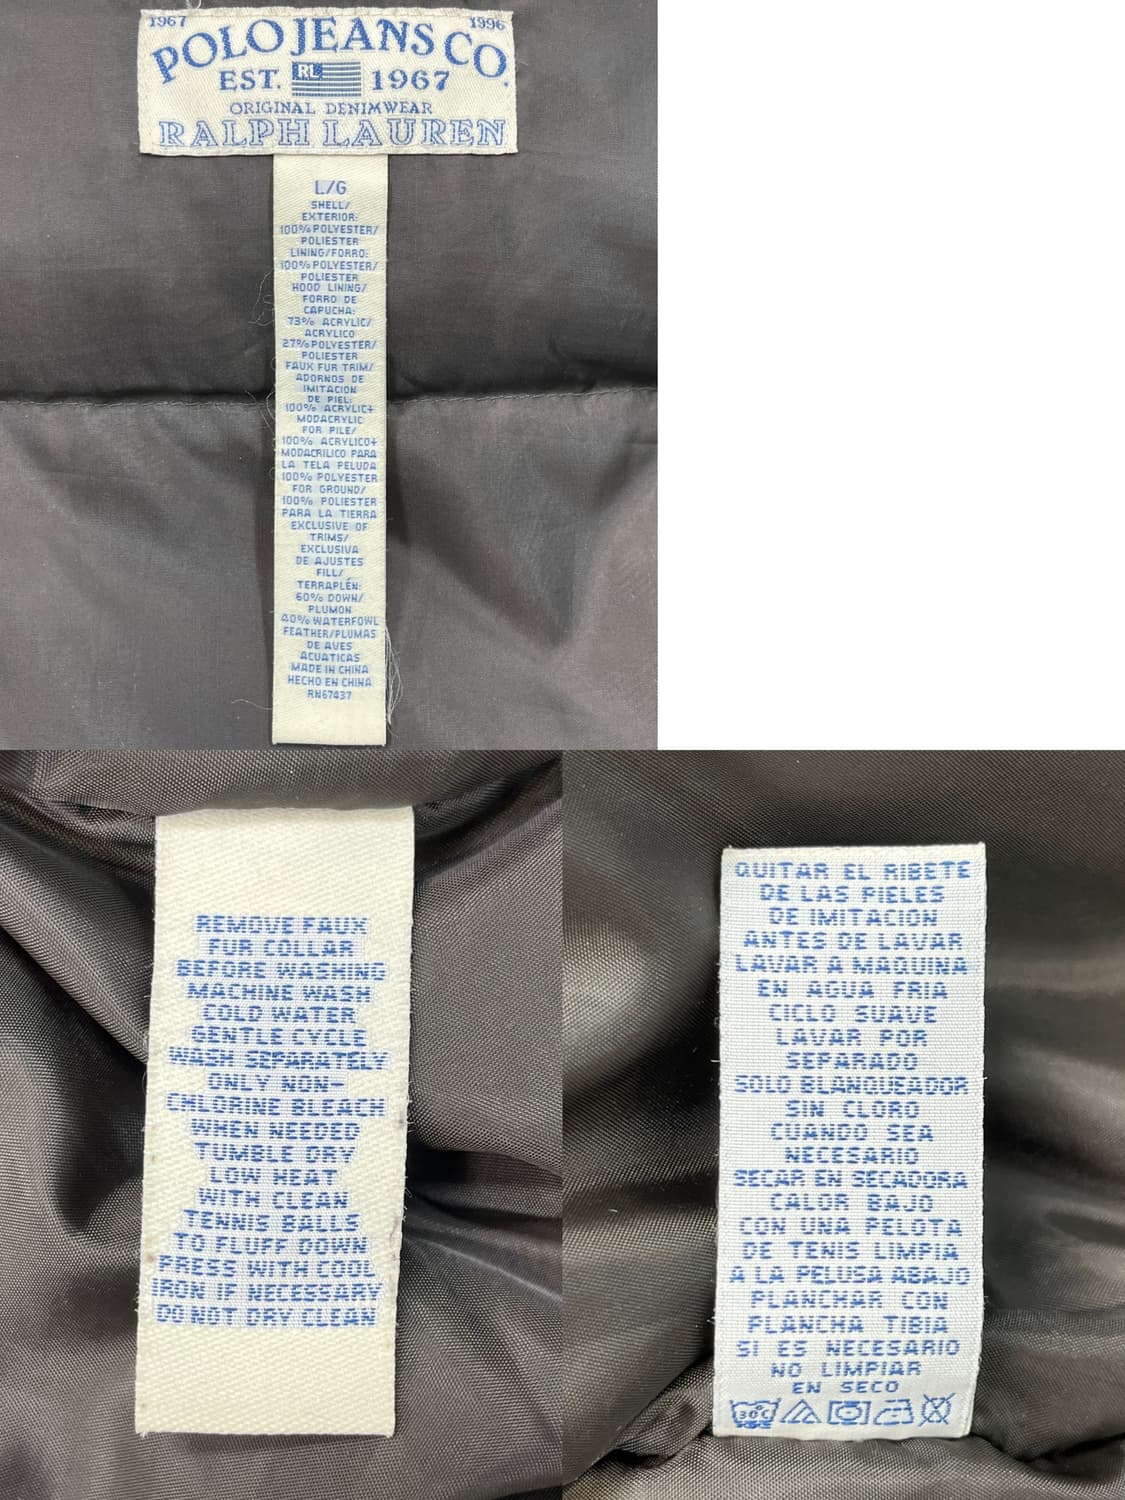 1967 1996
POLO JEANS CO.
EST. RL 1967
ORIGINAL DENIMWEAR
RALPH LAUREN
L/G
SHELL/
EXTERIOR:
100% POLYESTER/
POLIESTER
LINING/FORRO:
100% POLYESTER/
POLIESTER
HOOD LINING/
FORRO DE
CAPUCHA:
73% ACRYLIC/
ACRYLICO
27% POLYESTER/
POLIESTER
FAUX FUR TRIM/
ADORNOS DE
IMITACION
DE PIEL:
100% ACRYLIC+
MODACRYLIC
FOR PILE/
100% ACRYLICO+
MODACRILICO PARA
LA TELA PELUDA
100% POLYESTER
FOR GROUND/
100% POLIESTER
PARA LA TIERRA
EXCLUSIVE OF
TRIMS/
EXCLUSIVA
DE AJUSTES
FILL/
TERRAPLÉN:
60% DOWN/
PLUMON
40% WATERFOWL
FEATHER/PLUMAS
DE AVES
ACUATICAS
MADE IN CHINA
HECHO EN CHINA
RN67437
REMOVE FAUX
FUR COLLAR
BEFORE WASHING
MACHINE WASH
COLD WATER
GENTLE CYCLE
WASH SEPARATELY
ONLY NON-
CHLORINE BLEACH
WHEN NEEDED
TUMBLE DRY
LOW HEAT
WITH CLEAN
TENNIS BALLS
TO FLUFF DOWN
PRESS WITH COOL
IRON IF NECESSARY
DO NOT DRY CLEAN
QUITAR EL RIBETE
DE LAS PIELES
DE IMITACION
ANTES DE LAVAR
LAVAR A MAQUINA
EN AGUA FRIA
CICLO SUAVE
LAVAR POR
SEPARADO
SOLO BLANQUEADOR
SIN CLORO
CUANDO SEA
NECESARIO
SECAR EN SECADORA
CALOR BAJO
CON UNA PELOTA
DE TENIS LIMPIA
A LA PELUSA ABAJO
PLANCHAR CON
PLANCHA TIBIA
SI ES NECESARIO
NO LIMPIAR
EN SECO
30°C